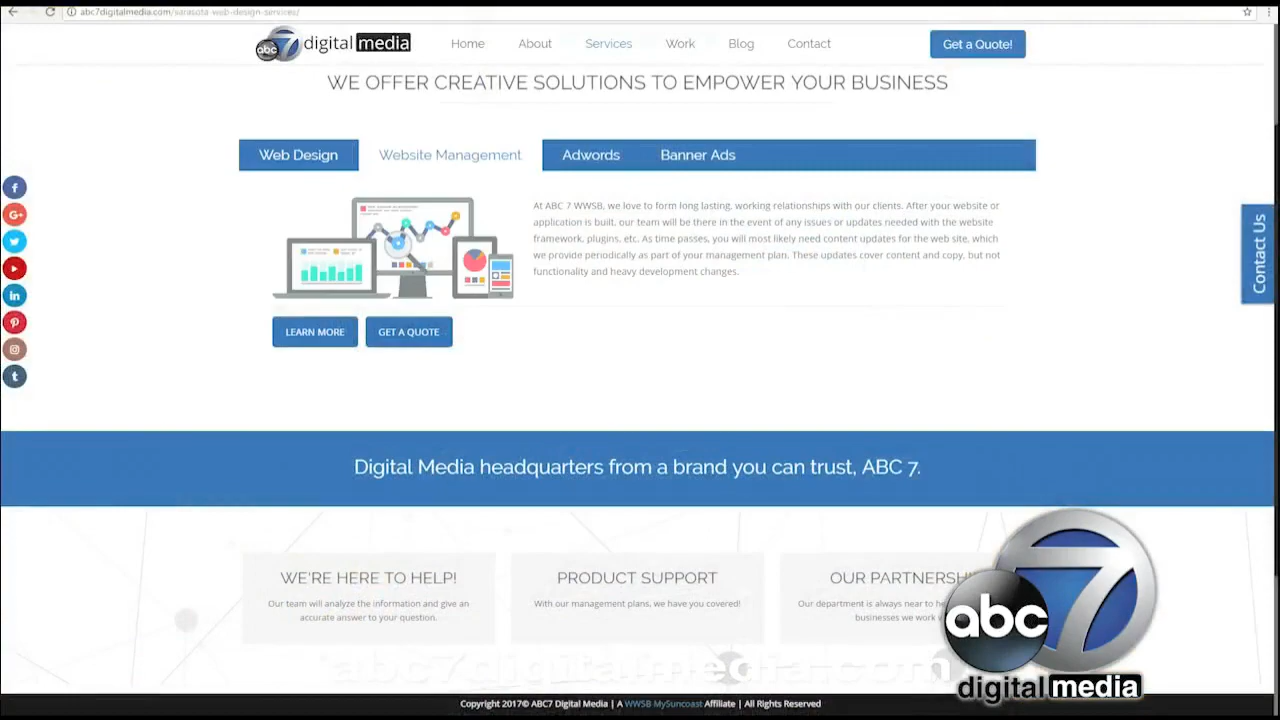 abc7digitalmedia.com/sarasota-web-design-services/
abc 7 digital media
Home About Services Work Blog Contact
Get a Quote!
WE OFFER CREATIVE SOLUTIONS TO EMPOWER YOUR BUSINESS
Web Design Website Management Adwords Banner Ads
At ABC 7 WWSB, we love to form long lasting, working relationships with our clients. After your website or
application is built, our team will be there in the event of any issues or updates needed with the website
framework, plugins, etc. As time passes, you will most likely need content updates for the web site, which
we provide periodically as part of your management plan. These updates cover content and copy, but not
functionality and heavy development changes.
LEARN MORE GET A QUOTE
Contact Us
Digital Media headquarters from a brand you can trust, ABC 7.
WE'RE HERE TO HELP!
Our team will analyze the information and give an
accurate answer to your question.
PRODUCT SUPPORT
With our management plans, we have you covered!
OUR PARTNERSH
Our department is always near to he
businesses we work
abc 7
digital media
abc7digitalmedia.com
Copyright 2017© ABC7 Digital Media | A WWSB MySuncoast Affiliate | All Rights Reserved